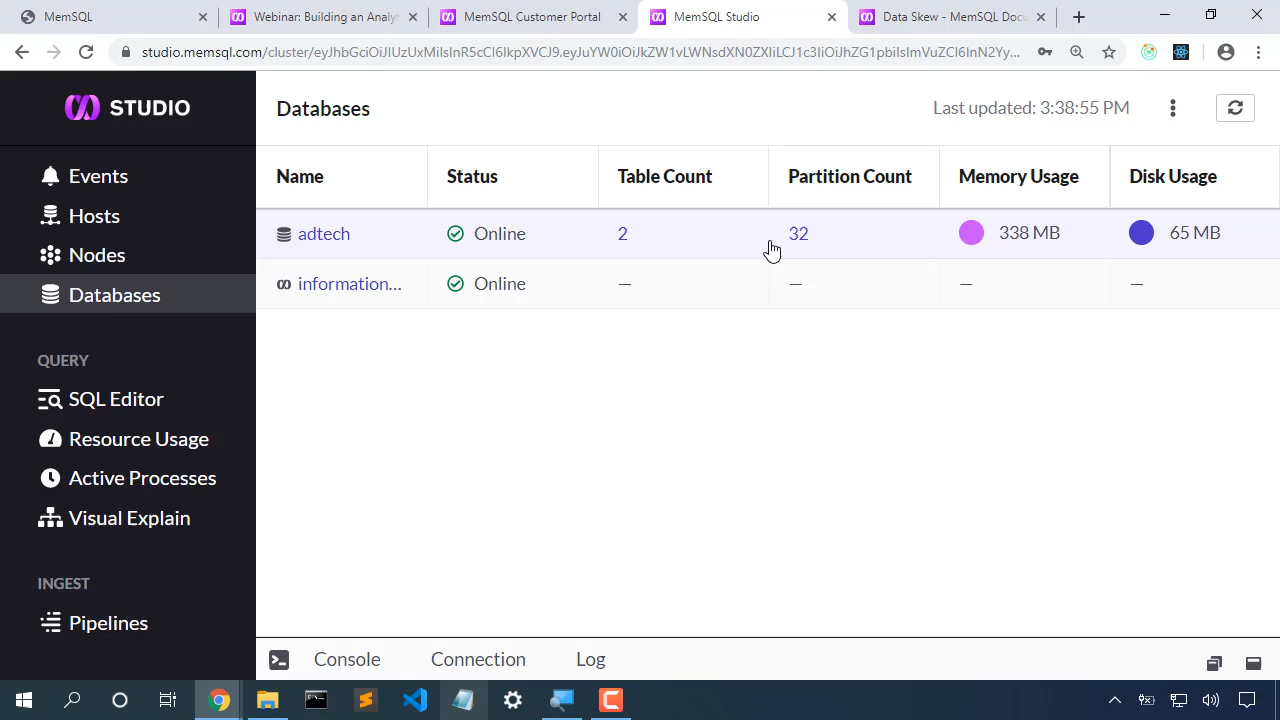 MemSQL
Webinar: Building an Analyt
MemSQL Customer Portal
MemSQL Studio
Data Skew - MemSQL Docu
studio.memsql.com/cluster/
STUDIO
Databases
Last updated: 3:38:55 PM
Events
Hosts
Nodes
Databases
QUERY
SQL Editor
Resource Usage
Active Processes
Visual Explain
INGEST
Pipelines
Name Status Table Count Partition Count Memory Usage Disk Usage
adtech Online 2 32 338 MB 65 MB
information... Online — — — —
Console Connection Log